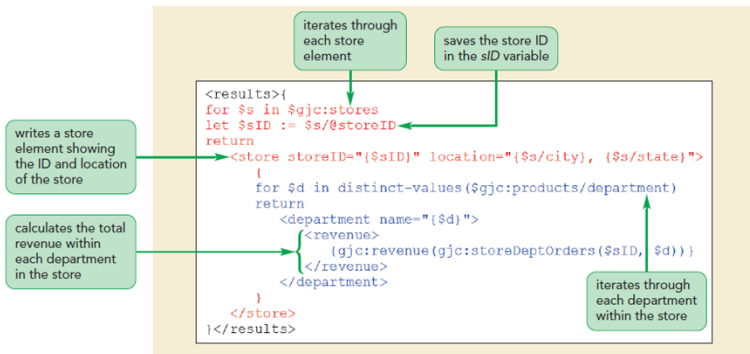 iterates through
each store
element
saves the store ID
in the sID variable
writes a store
element showing
the ID and location
of the store
calculates the total
revenue within
each department
in the store
<results>{
for $s in $gjc:stores
let $sID := $s/@storeID
return
<store storeID="{$sID}" location="{$s/city}, {$s/state}">
{
for $d in distinct-values($gjc:products/department)
return
<department name="{$d}">
<revenue>
{gjc:revenue(gjc:storeDeptOrders($sID, $d))}
</revenue>
</department>
}
</store>
}</results>
iterates through
each department
within the store